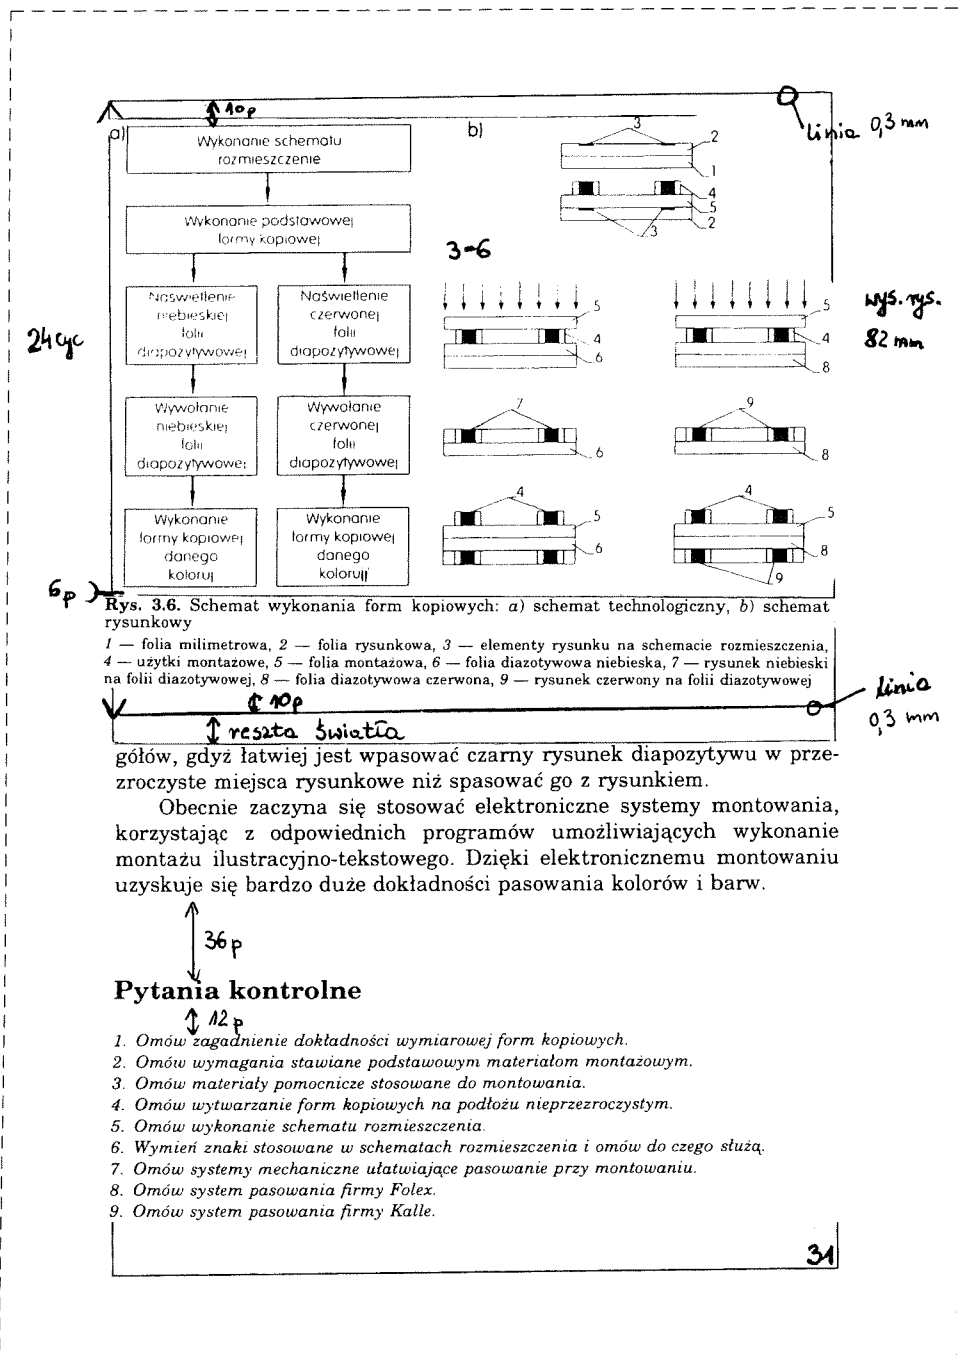 10p
linia 0,3 mm
a)
b)
Wykonanie schematu
rozmieszczenie
3
2
1
Wykonanie podstawowej
formy kopiowej
4
5
2
3
3-6
Naświetlenie
niebieskiej
folii
diapozytywowej
Naświetlenie
czerwonej
folii
diapozytywowej
5
4
6
5
4
8
wys. rys.
82 mm
24 cyc
Wywołanie
niebieskiej
folii
diapozytywowej
Wywołanie
czerwonej
folii
diapozytywowej
7
6
9
8
Wykonanie
formy kopiowej
danego
koloruj
Wykonanie
formy kopiowej
danego
koloruj
4
5
6
4
5
8
9
6p
Rys. 3.6. Schemat wykonania form kopiowych: a) schemat technologiczny, b) schemat
rysunkowy
1 — folia milimetrowa, 2 — folia rysunkowa, 3 — elementy rysunku na schemacie rozmieszczenia,
4 — użytki montażowe, 5 — folia montażowa, 6 — folia diazotywowa niebieska, 7 — rysunek niebieski
na folii diazotywowej, 8 — folia diazotywowa czerwona, 9 — rysunek czerwony na folii diazotywowej
10p
linia
0,3 mm
reszta światła
gółów, gdyż łatwiej jest wpasować czarny rysunek diapozytywu w prze-
zroczyste miejsca rysunkowe niż spasować go z rysunkiem.
Obecnie zaczyna się stosować elektroniczne systemy montowania,
korzystając z odpowiednich programów umożliwiających wykonanie
montażu ilustracyjno-tekstowego. Dzięki elektronicznemu montowaniu
uzyskuje się bardzo duże dokładności pasowania kolorów i barw.
36p
Pytania kontrolne
12p
1. Omów zagadnienie dokładności wymiarowej form kopiowych.
2. Omów wymagania stawiane podstawowym materiałom montażowym.
3. Omów materiały pomocnicze stosowane do montowania.
4. Omów wytwarzanie form kopiowych na podłożu nieprzezroczystym.
5. Omów wykonanie schematu rozmieszczenia.
6. Wymień znaki stosowane w schematach rozmieszczenia i omów do czego służą.
7. Omów systemy mechaniczne ułatwiające pasowanie przy montowaniu.
8. Omów system pasowania firmy Folex.
9. Omów system pasowania firmy Kalle.
31